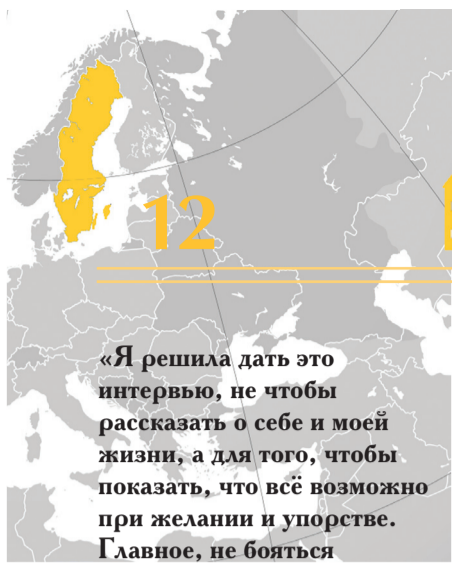 12
«Я решила дать это
интервью, не чтобы
рассказать о себе и моей
жизни, а для того, чтобы
показать, что всё возможно
при желании и упорстве.
Главное, не бояться